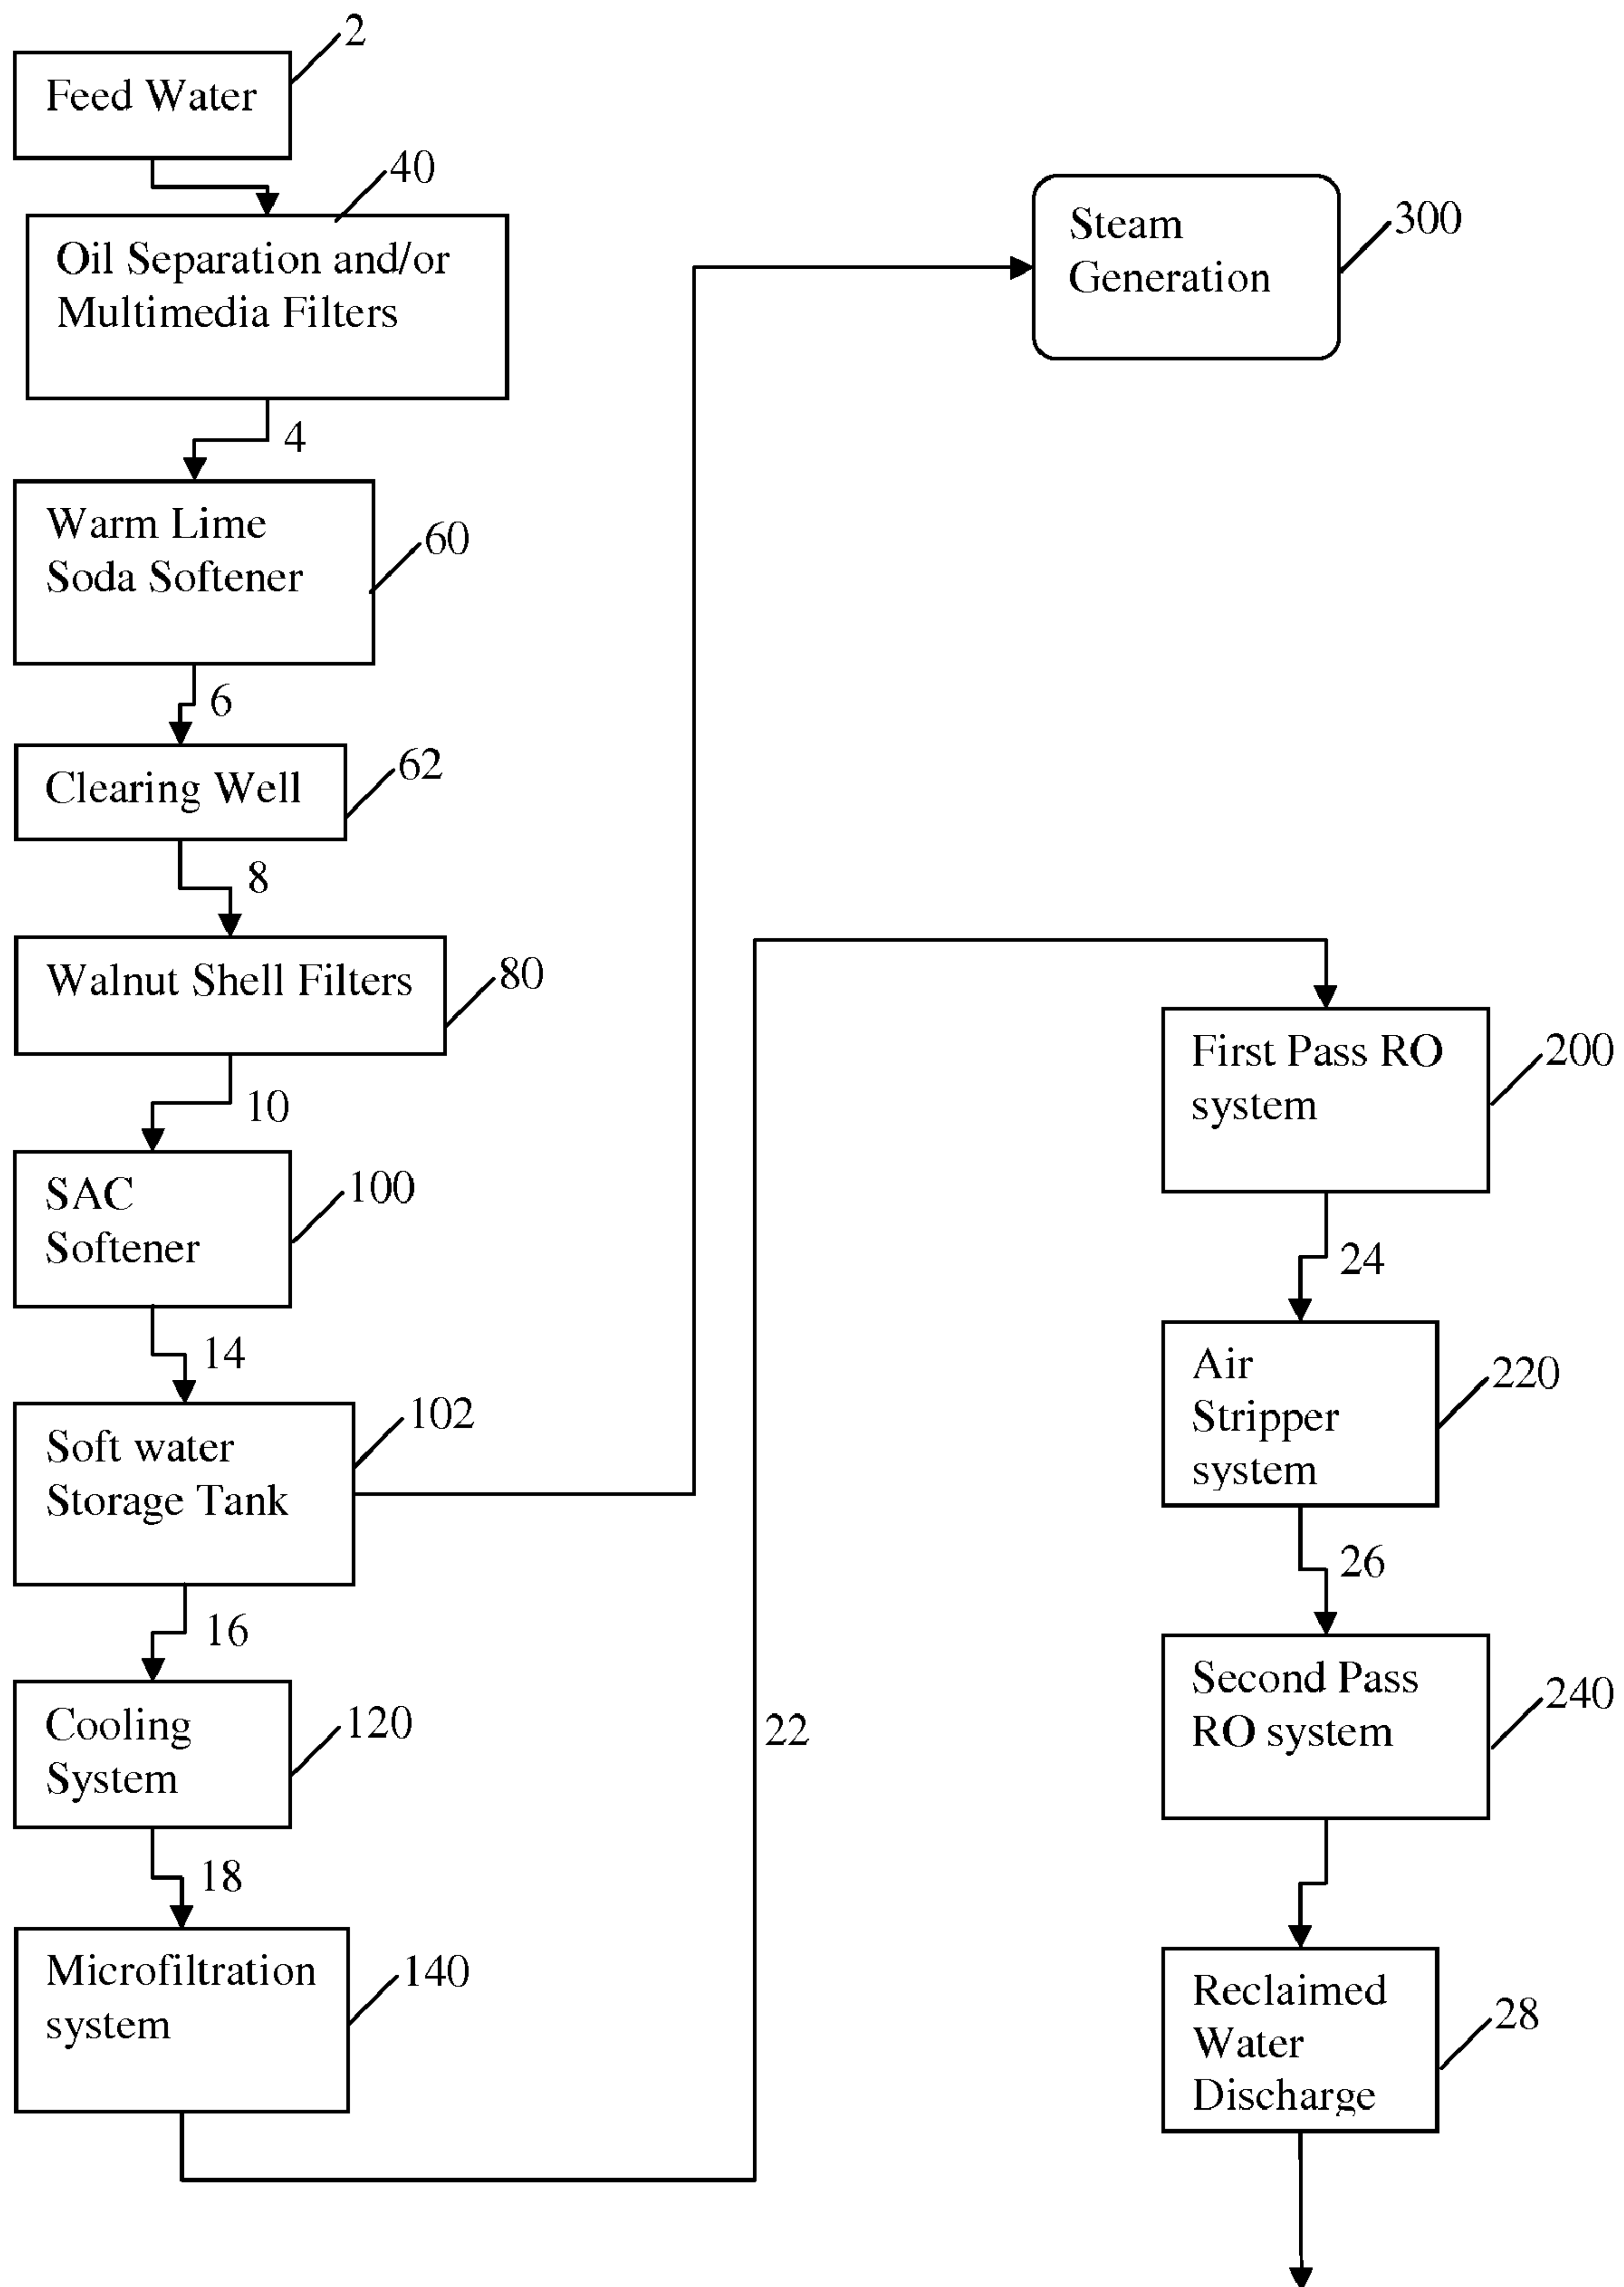 2
Feed Water
40
Oil Separation and/or
Multimedia Filters
4
Warm Lime
Soda Softener
60
6
Clearing Well
62
8
Walnut Shell Filters
80
10
SAC
Softener
100
14
Soft water
Storage Tank
102
16
Cooling
System
120
18
Microfiltration
system
140
22
Steam
Generation
300
First Pass RO
system
200
24
Air
Stripper
system
220
26
Second Pass
RO system
240
Reclaimed
Water
Discharge
28